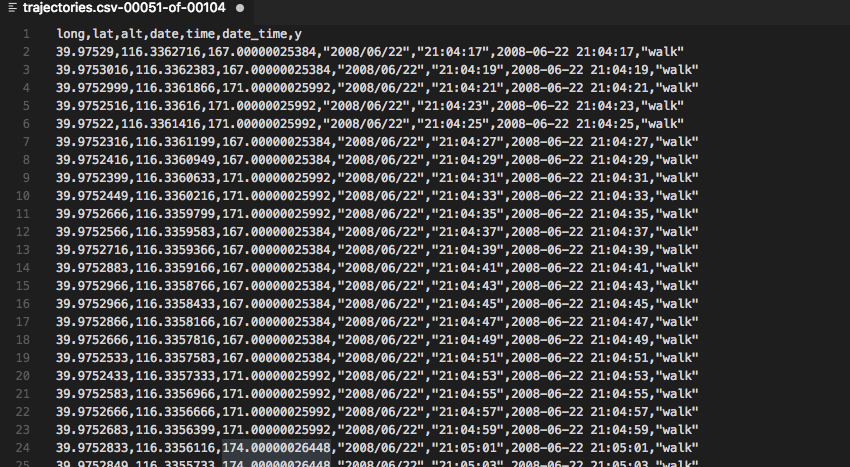 trajectories.csv-00051-of-00104
1 long,lat,alt,date,time,date_time,y
2 39.97529,116.3362716,167.00000025384,"2008/06/22","21:04:17",2008-06-22 21:04:17,"walk"
3 39.9753016,116.3362383,167.00000025384,"2008/06/22","21:04:19",2008-06-22 21:04:19,"walk"
4 39.9752999,116.3361866,171.00000025992,"2008/06/22","21:04:21",2008-06-22 21:04:21,"walk"
5 39.9752516,116.33616,171.00000025992,"2008/06/22","21:04:23",2008-06-22 21:04:23,"walk"
6 39.97522,116.3361416,171.00000025992,"2008/06/22","21:04:25",2008-06-22 21:04:25,"walk"
7 39.9752316,116.3361199,167.00000025384,"2008/06/22","21:04:27",2008-06-22 21:04:27,"walk"
8 39.9752416,116.3360949,167.00000025384,"2008/06/22","21:04:29",2008-06-22 21:04:29,"walk"
9 39.9752399,116.3360633,171.00000025992,"2008/06/22","21:04:31",2008-06-22 21:04:31,"walk"
10 39.9752449,116.3360216,171.00000025992,"2008/06/22","21:04:33",2008-06-22 21:04:33,"walk"
11 39.9752666,116.3359799,171.00000025992,"2008/06/22","21:04:35",2008-06-22 21:04:35,"walk"
12 39.9752566,116.3359583,167.00000025384,"2008/06/22","21:04:37",2008-06-22 21:04:37,"walk"
13 39.9752716,116.3359366,167.00000025384,"2008/06/22","21:04:39",2008-06-22 21:04:39,"walk"
14 39.9752883,116.3359166,167.00000025384,"2008/06/22","21:04:41",2008-06-22 21:04:41,"walk"
15 39.9752966,116.3358766,167.00000025384,"2008/06/22","21:04:43",2008-06-22 21:04:43,"walk"
16 39.9752966,116.3358433,167.00000025384,"2008/06/22","21:04:45",2008-06-22 21:04:45,"walk"
17 39.9752866,116.3358166,167.00000025384,"2008/06/22","21:04:47",2008-06-22 21:04:47,"walk"
18 39.9752666,116.3357816,167.00000025384,"2008/06/22","21:04:49",2008-06-22 21:04:49,"walk"
19 39.9752533,116.3357583,167.00000025384,"2008/06/22","21:04:51",2008-06-22 21:04:51,"walk"
20 39.9752433,116.3357333,171.00000025992,"2008/06/22","21:04:53",2008-06-22 21:04:53,"walk"
21 39.9752583,116.3356966,171.00000025992,"2008/06/22","21:04:55",2008-06-22 21:04:55,"walk"
22 39.9752666,116.3356666,171.00000025992,"2008/06/22","21:04:57",2008-06-22 21:04:57,"walk"
23 39.9752683,116.3356399,171.00000025992,"2008/06/22","21:04:59",2008-06-22 21:04:59,"walk"
24 39.9752833,116.3356116,174.00000026448,"2008/06/22","21:05:01",2008-06-22 21:05:01,"walk"
25 39.9752849,116.3355733,174.00000026448,"2008/06/22","21:05:03",2008-06-22 21:05:03,"walk"